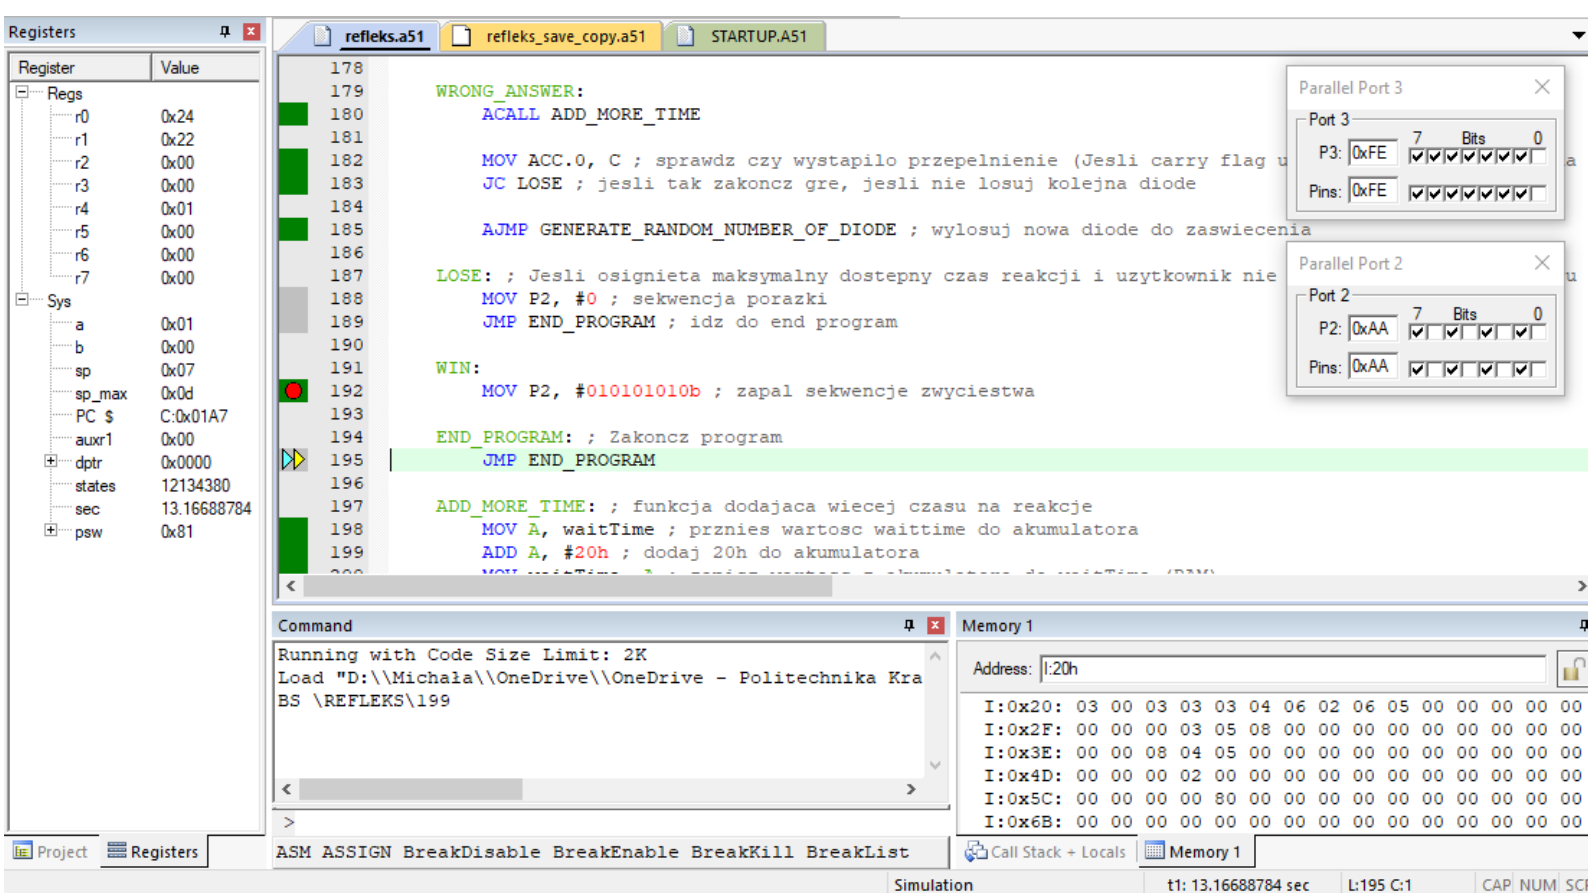 Registers
Register Value
Regs
r0 0x24
r1 0x22
r2 0x00
r3 0x00
r4 0x01
r5 0x00
r6 0x00
r7 0x00
Sys
a 0x01
b 0x00
sp 0x07
sp_max 0x0d
PC $ C:0x01A7
auxr1 0x00
dptr 0x0000
states 12134380
sec 13.16688784
psw 0x81
Project Registers
refleks.a51 refleks_save_copy.a51 STARTUP.A51
178
179 WRONG_ANSWER:
180 ACALL ADD_MORE_TIME
181
182 MOV ACC.0, C ; sprawdz czy wystapilo przepelnienie (Jesli carry flag u
183 JC LOSE ; jesli tak zakoncz gre, jesli nie losuj kolejna diode
184
185 AJMP GENERATE_RANDOM_NUMBER_OF_DIODE ; wylosuj nowa diode do zaswiecenia
186
187 LOSE: ; Jesli osignieta maksymalny dostepny czas reakcji i uzytkownik nie
188 MOV P2, #0 ; sekwencja porazki
189 JMP END_PROGRAM ; idz do end program
190
191 WIN:
192 MOV P2, #010101010b ; zapal sekwencje zwyciestwa
193
194 END_PROGRAM: ; Zakoncz program
195 JMP END_PROGRAM
196
197 ADD_MORE_TIME: ; funkcja dodajaca wiecej czasu na reakcje
198 MOV A, waitTime ; prznies wartosc waittime do akumulatora
199 ADD A, #20h ; dodaj 20h do akumulatora
Parallel Port 3
Port 3
7 Bits 0
P3: 0xFE
Pins: 0xFE
Parallel Port 2
Port 2
7 Bits 0
P2: 0xAA
Pins: 0xAA
Command
Running with Code Size Limit: 2K
Load "D:\\Michała\\OneDrive\\OneDrive - Politechnika Kra
BS \REFLEKS\199
>
ASM ASSIGN BreakDisable BreakEnable BreakKill BreakList
Memory 1
Address: I:20h
I:0x20: 03 00 03 03 03 04 06 02 06 05 00 00 00 00 00
I:0x2F: 00 00 00 03 05 08 00 00 00 00 00 00 00 00 00
I:0x3E: 00 00 08 04 05 00 00 00 00 00 00 00 00 00 00
I:0x4D: 00 00 00 02 00 00 00 00 00 00 00 00 00 00 00
I:0x5C: 00 00 00 00 80 00 00 00 00 00 00 00 00 00 00
I:0x6B: 00 00 00 00 00 00 00 00 00 00 00 00 00 00 00
Call Stack + Locals Memory 1
Simulation t1: 13.16688784 sec L:195 C:1 CAP NUM SCR